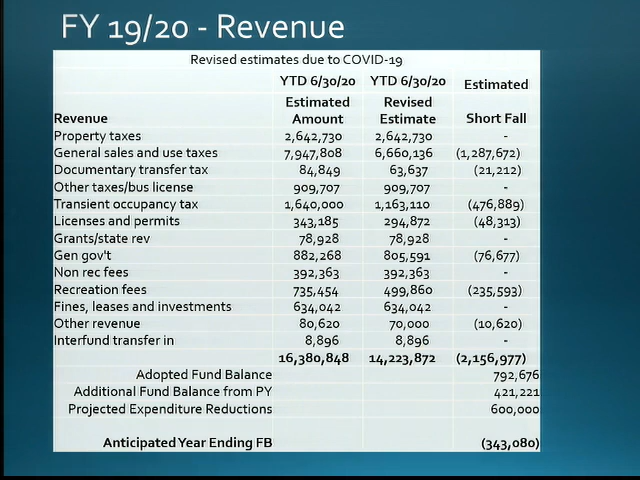 FY 19/20 - Revenue
Revised estimates due to COVID-19
YTD 6/30/20 YTD 6/30/20 Estimated
Estimated Revised
Revenue Amount Estimate Short Fall
Property taxes 2,642,730 2,642,730 -
General sales and use taxes 7,947,808 6,660,136 (1,287,672)
Documentary transfer tax 84,849 63,637 (21,212)
Other taxes/bus license 909,707 909,707 -
Transient occupancy tax 1,640,000 1,163,110 (476,889)
Licenses and permits 343,185 294,872 (48,313)
Grants/state rev 78,928 78,928 -
Gen gov't 882,268 805,591 (76,677)
Non rec fees 392,363 392,363 -
Recreation fees 735,454 499,860 (235,593)
Fines, leases and investments 634,042 634,042 -
Other revenue 80,620 70,000 (10,620)
Interfund transfer in 8,896 8,896 -
16,380,848 14,223,872 (2,156,977)
Adopted Fund Balance 792,676
Additional Fund Balance from PY 421,221
Projected Expenditure Reductions 600,000
Anticipated Year Ending FB (343,080)